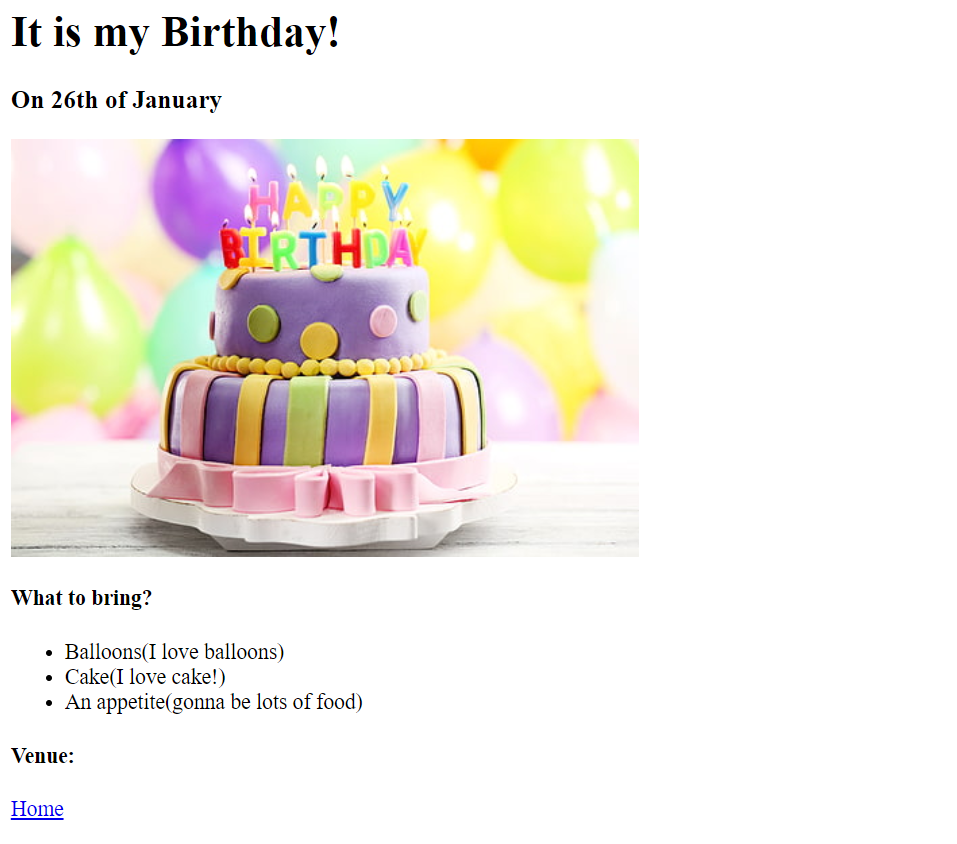 It is my Birthday!
On 26th of January
HAPPY
BIRTHDAY
What to bring?
Balloons(I love balloons)
Cake(I love cake!)
An appetite(gonna be lots of food)
Venue:
Home